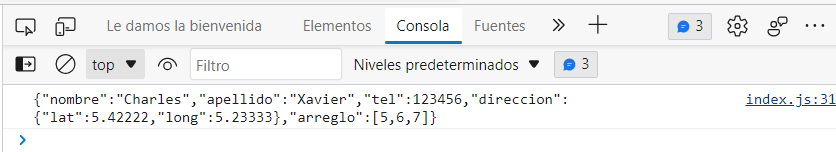 Le damos la bienvenida Elementos Consola Fuentes 3
top Filtro Niveles predeterminados 3
{"nombre":"Charles","apellido":"Xavier","tel":123456,"direccion": index.js:31
{"lat":5.42222,"long":5.23333},"arreglo":[5,6,7]}